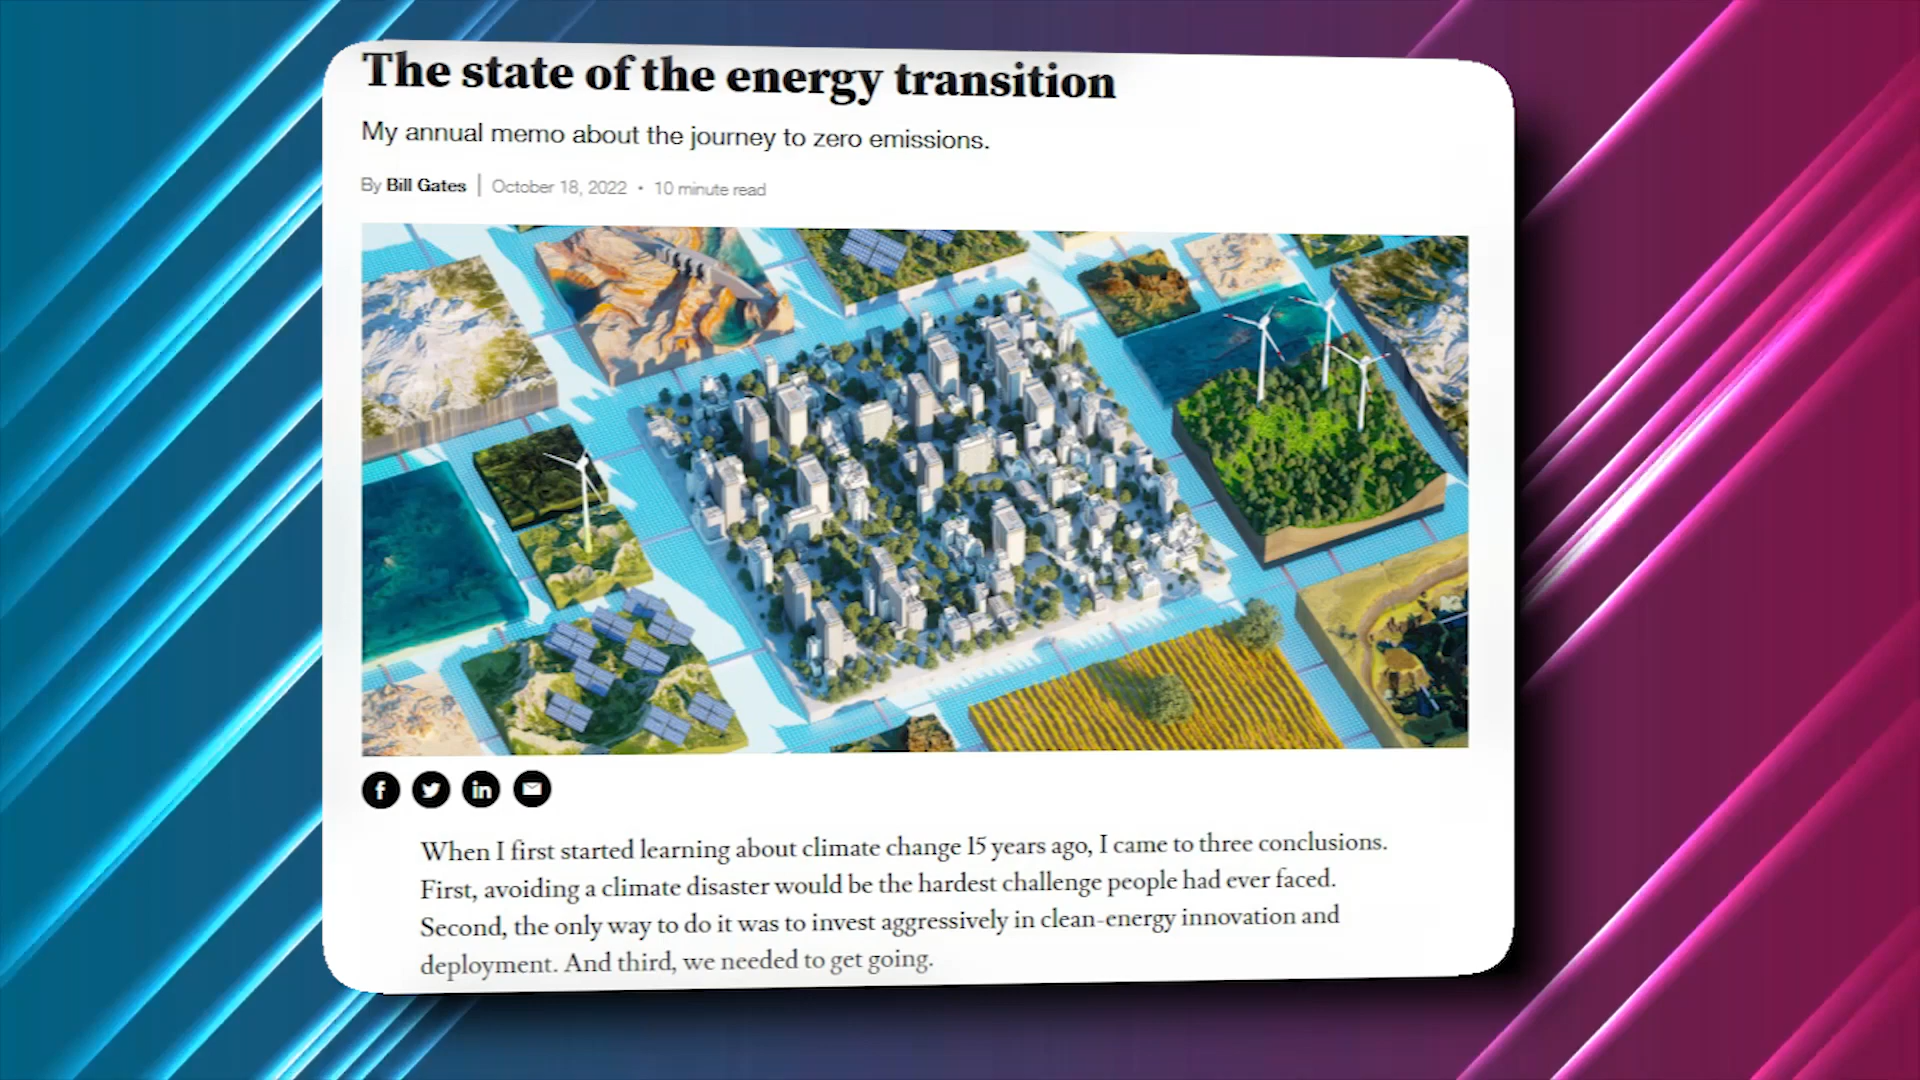 The state of the energy transition
My annual memo about the journey to zero emissions.
By Bill Gates | October 18, 2022 • 10 minute read
When I first started learning about climate change 15 years ago, I came to three conclusions.
First, avoiding a climate disaster would be the hardest challenge people had ever faced.
Second, the only way to do it was to invest aggressively in clean-energy innovation and
deployment. And third, we needed to get going.